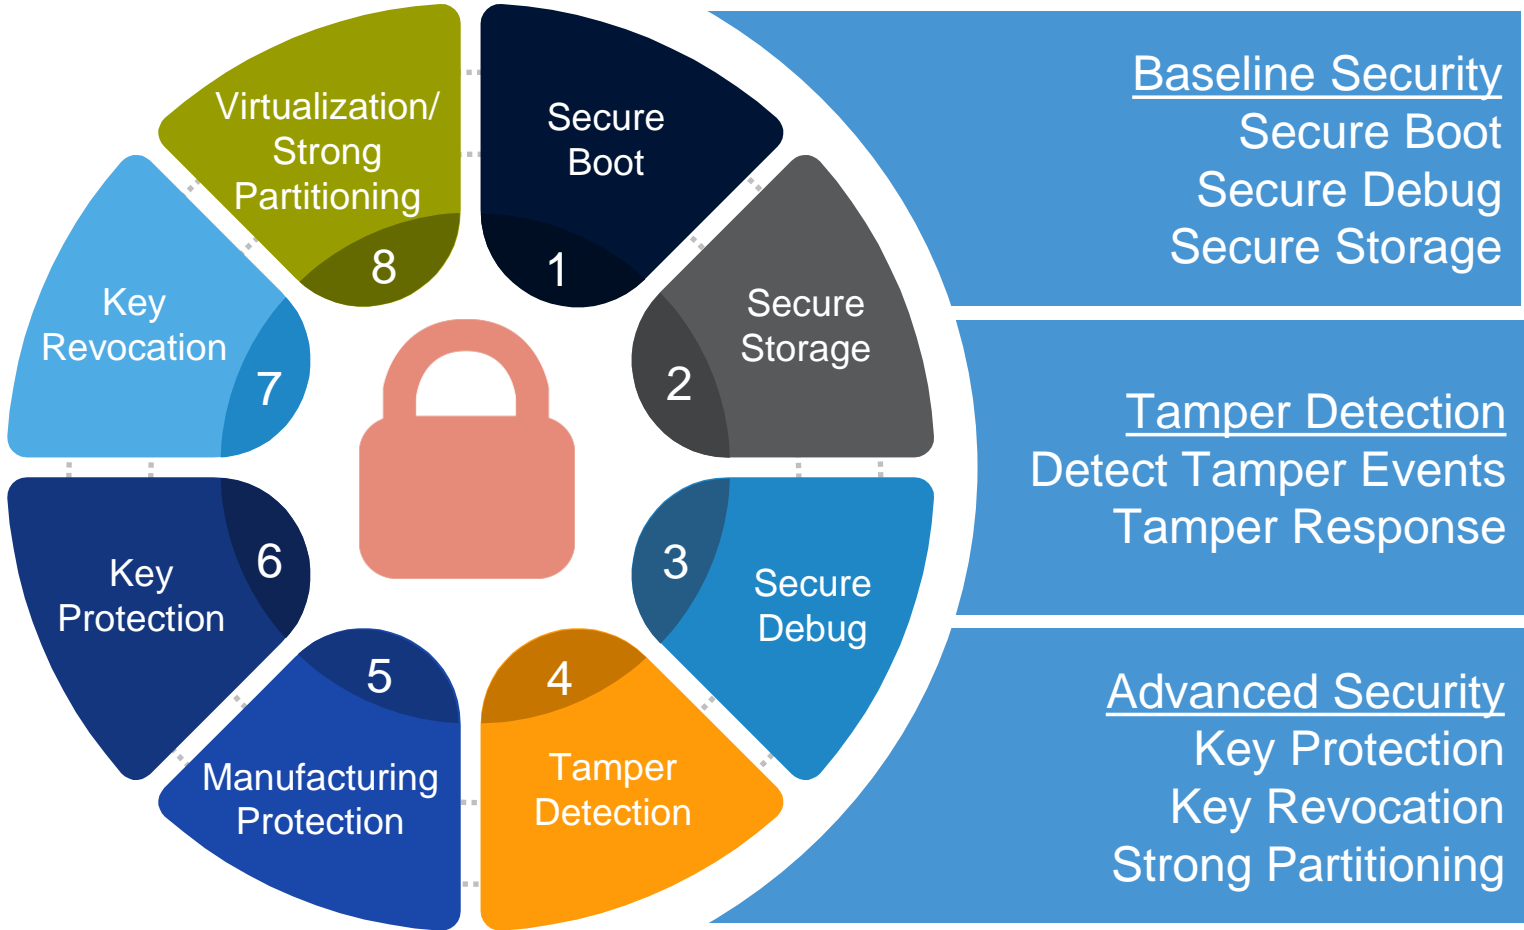 Secure
Boot
1
Secure
Storage
2
3
Secure
Debug
4
Tamper
Detection
5
Manufacturing
Protection
6
Key
Protection
Key
Revocation
7
Virtualization/
Strong
Partitioning
8
Baseline Security
Secure Boot
Secure Debug
Secure Storage
Tamper Detection
Detect Tamper Events
Tamper Response
Advanced Security
Key Protection
Key Revocation
Strong Partitioning